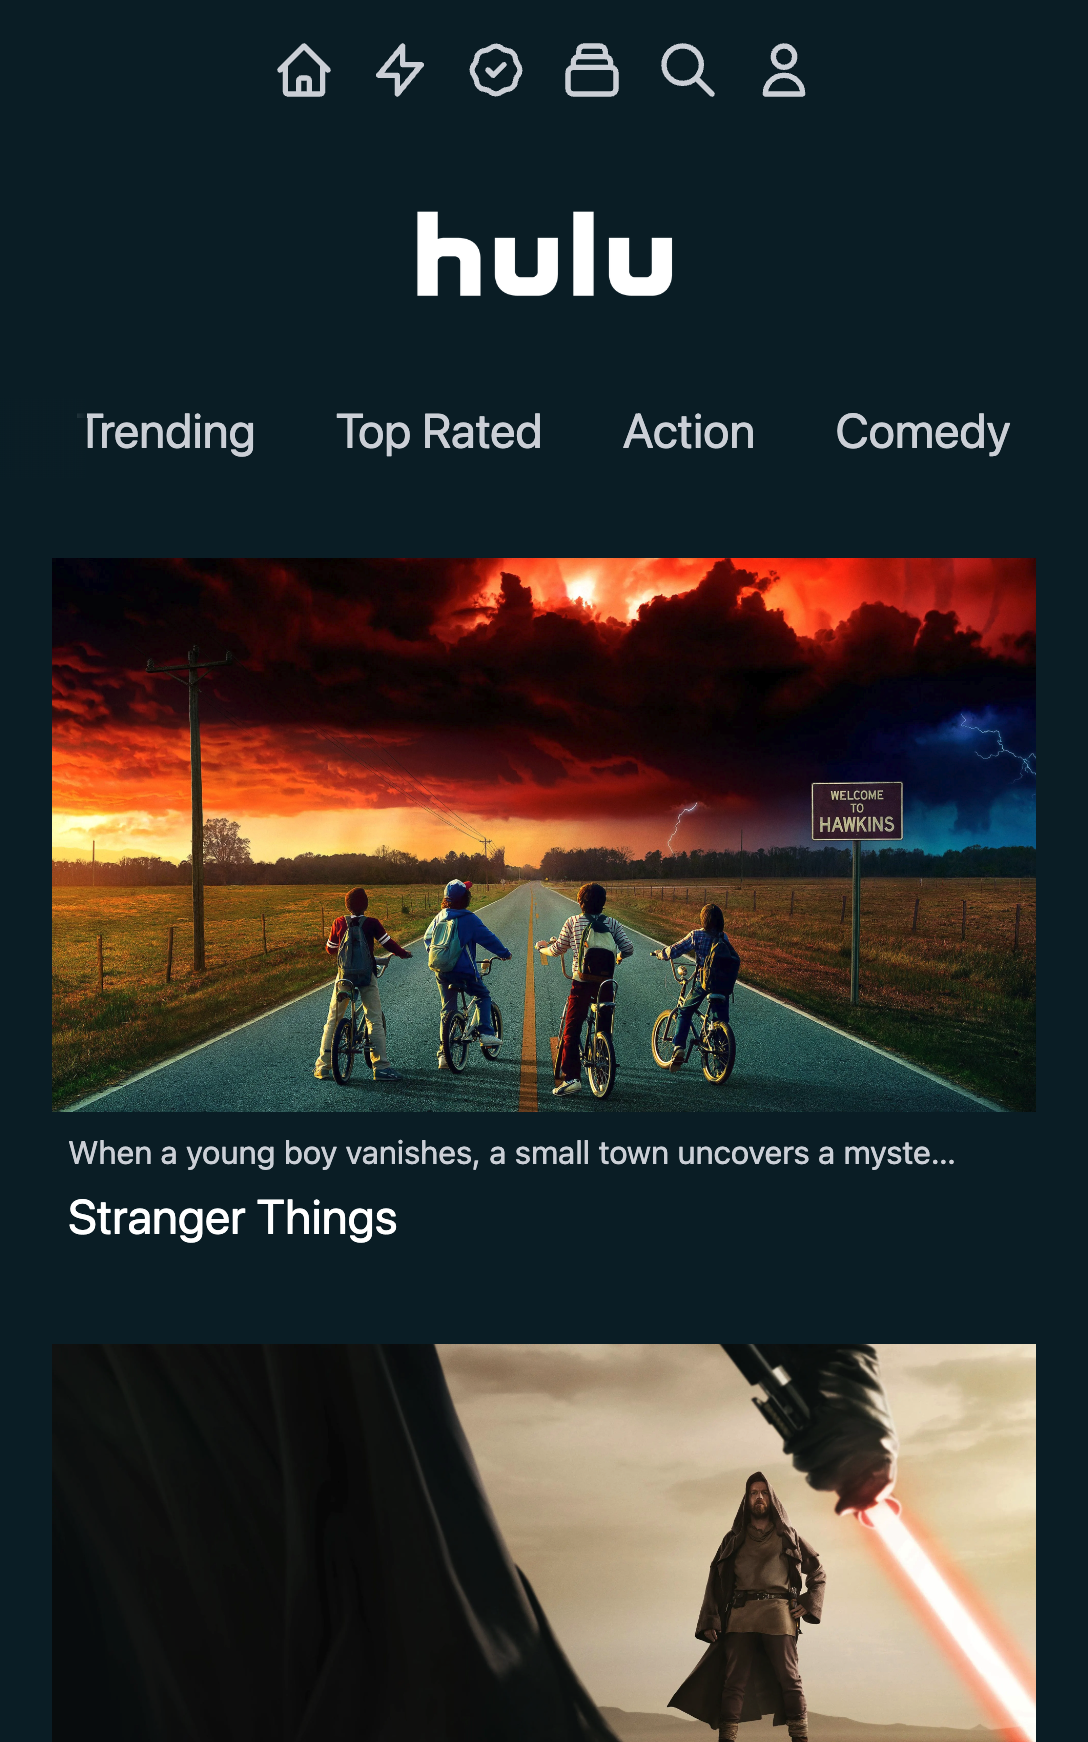 hulu
Trending Top Rated Action Comedy
WELCOME
TO
HAWKINS
When a young boy vanishes, a small town uncovers a myste...
Stranger Things